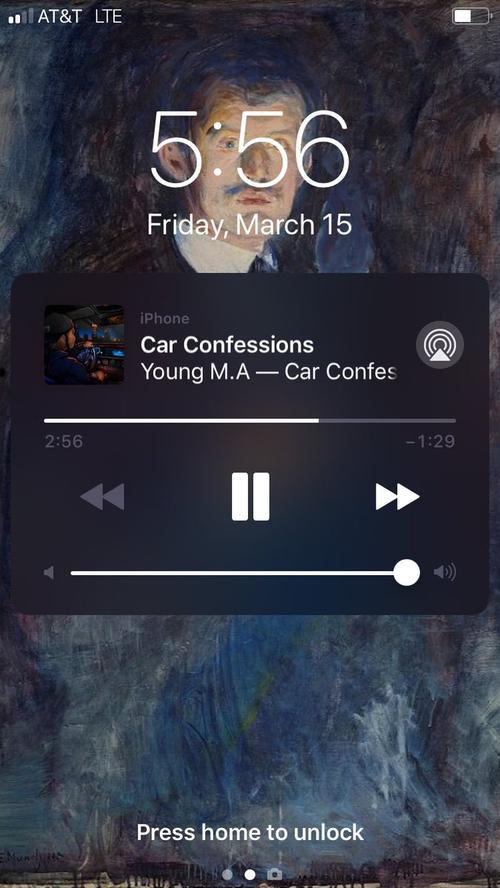 AT&T LTE
5:56
Friday, March 15
iPhone
Car Confessions
Young M.A — Car Confes
2:56
-1:29
Press home to unlock